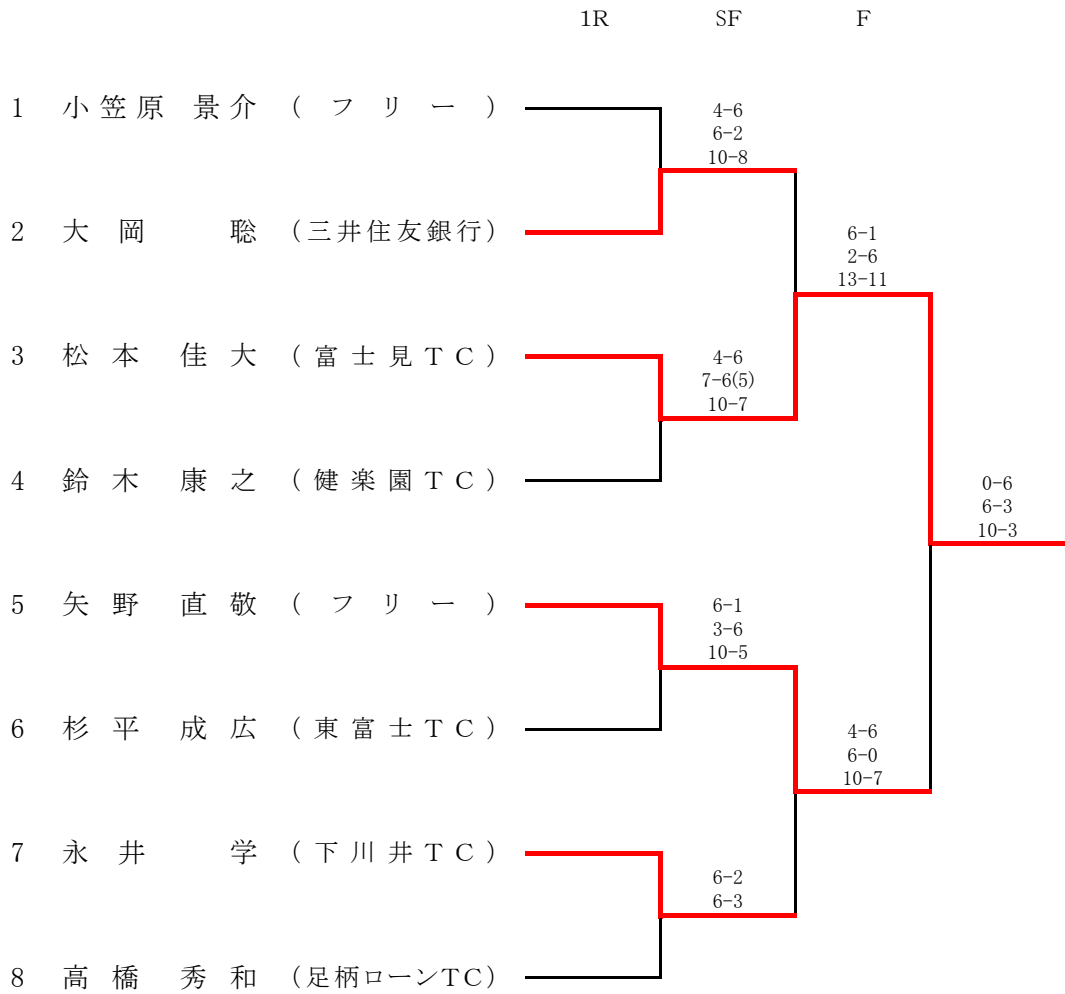 1R SF F
1 小笠原 景介 (フリー)
4-6
6-2
10-8
2 大岡 聡 (三井住友銀行)
6-1
2-6
13-11
3 松本 佳大 (富士見TC)
4-6
7-6(5)
10-7
4 鈴木 康之 (健楽園TC)
0-6
6-3
10-3
5 矢野 直敬 (フリー)
6-1
3-6
10-5
6 杉平 成広 (東富士TC)
4-6
6-0
10-7
7 永井 学 (下川井TC)
6-2
6-3
8 高橋 秀和 (足柄ローンTC)